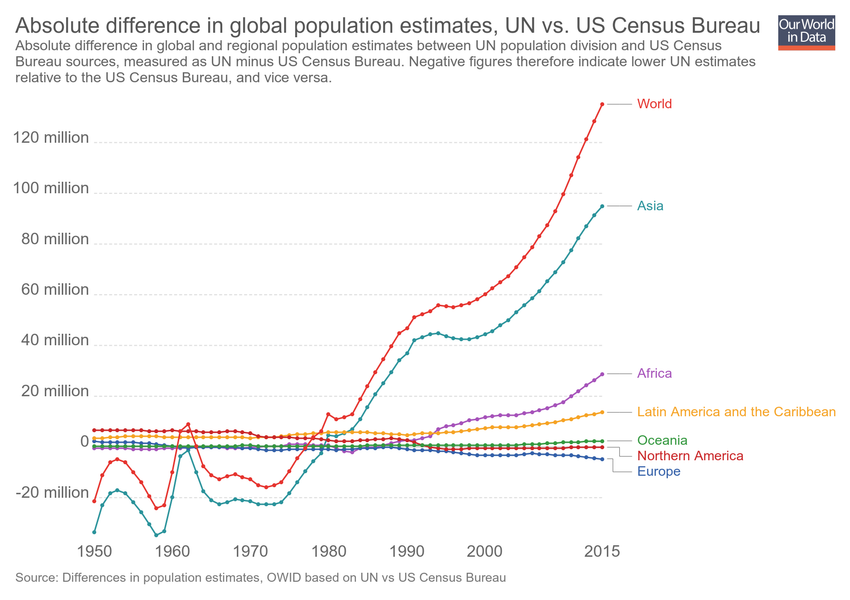 Absolute difference in global population estimates, UN vs. US Census Bureau
Our World
in Data
Absolute difference in global and regional population estimates between UN population division and US Census
Bureau sources, measured as UN minus US Census Bureau. Negative figures therefore indicate lower UN estimates
relative to the US Census Bureau, and vice versa.
World
120 million
100 million
Asia
80 million
60 million
40 million
Africa
20 million
Latin America and the Caribbean
0
Oceania
Northern America
Europe
-20 million
1950 1960 1970 1980 1990 2000 2015
Source: Differences in population estimates, OWID based on UN vs US Census Bureau